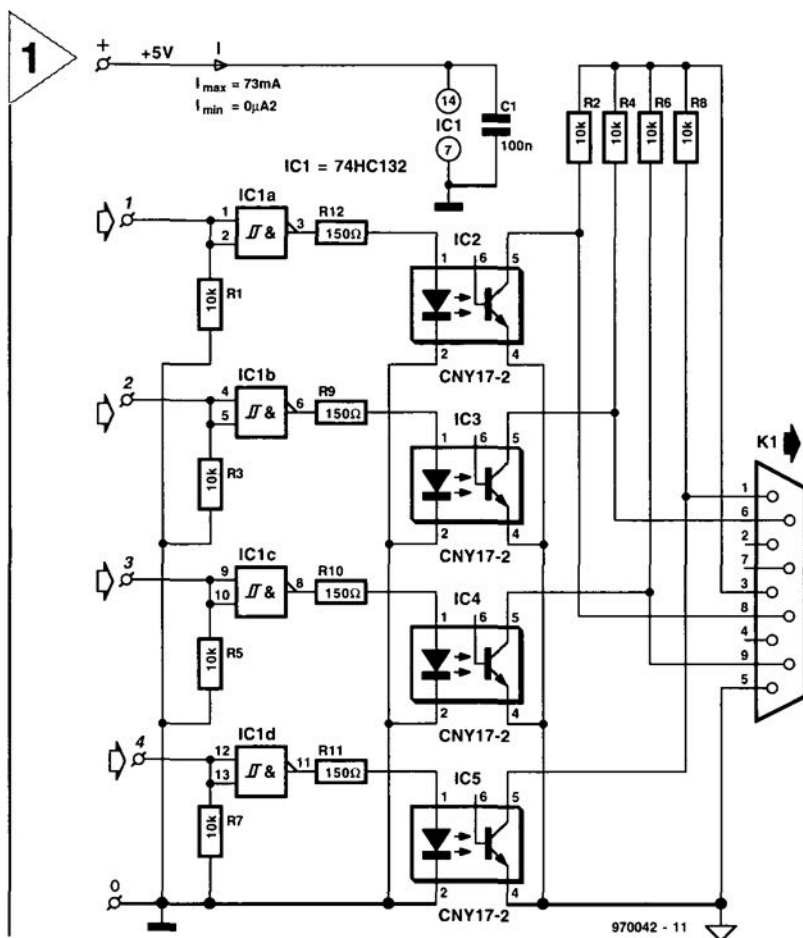 1
+
+5V
I
I max = 73mA
I min = 0µA2
14
IC1
7
C1
100n
R2
R4
R6
R8
10k
10k
10k
10k
IC1 = 74HC132
1
IC1a
1
2
&
3
R12
150Ω
10k
R1
IC2
1
6
5
2
4
CNY17-2
2
IC1b
4
5
&
6
R9
150Ω
10k
R3
IC3
1
6
5
2
4
CNY17-2
3
IC1c
9
10
&
8
R10
150Ω
10k
R5
IC4
1
6
5
2
4
CNY17-2
4
IC1d
12
13
&
11
R11
150Ω
10k
R7
IC5
1
6
5
2
4
CNY17-2
0
K1
1
6
2
7
3
8
4
9
5
970042 - 11